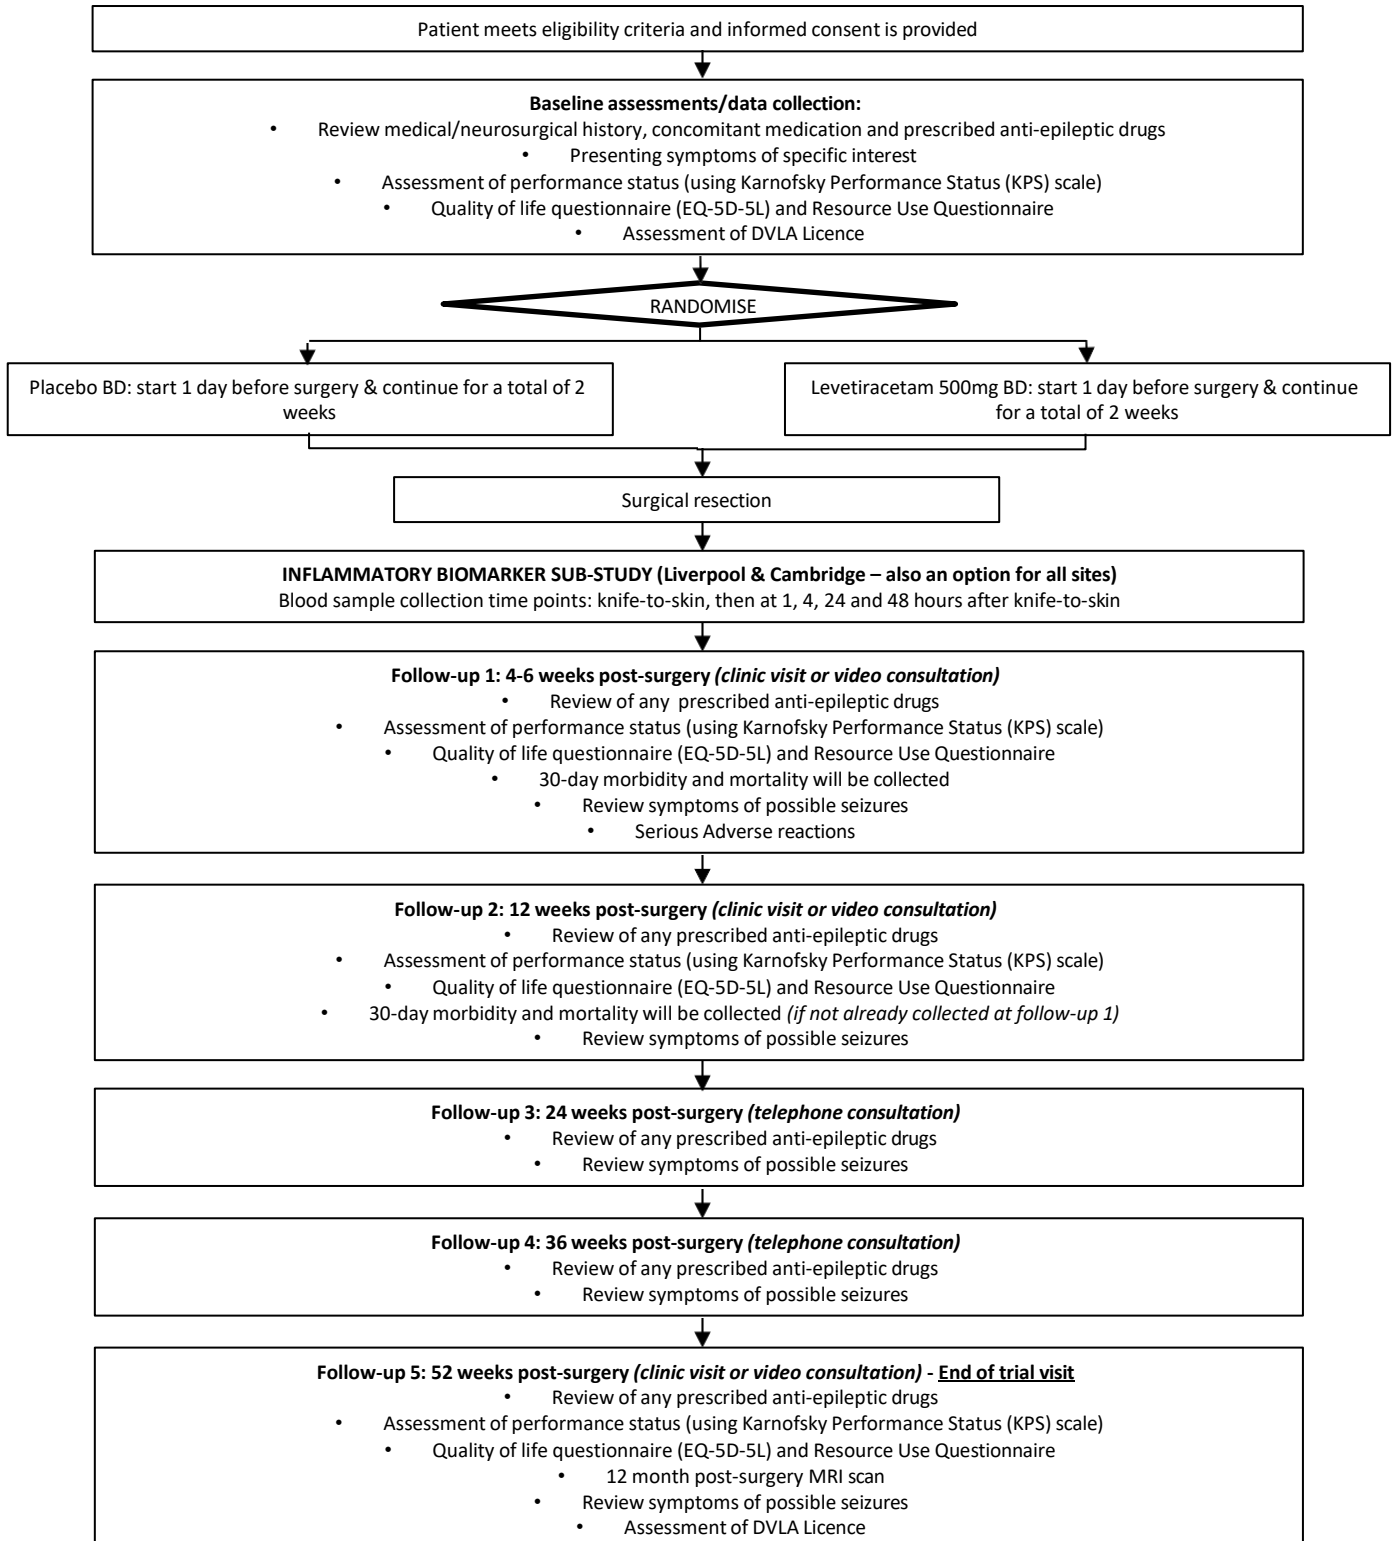 Patient meets eligibility criteria and informed consent is provided
Baseline assessments/data collection:
• Review medical/neurosurgical history, concomitant medication and prescribed anti-epileptic drugs
• Presenting symptoms of specific interest
• Assessment of performance status (using Karnofsky Performance Status (KPS) scale)
• Quality of life questionnaire (EQ-5D-5L) and Resource Use Questionnaire
• Assessment of DVLA Licence
RANDOMISE
Placebo BD: start 1 day before surgery & continue for a total of 2
weeks
Levetiracetam 500mg BD: start 1 day before surgery & continue
for a total of 2 weeks
Surgical resection
INFLAMMATORY BIOMARKER SUB-STUDY (Liverpool & Cambridge – also an option for all sites)
Blood sample collection time points: knife-to-skin, then at 1, 4, 24 and 48 hours after knife-to-skin
Follow-up 1: 4-6 weeks post-surgery (clinic visit or video consultation)
• Review of any prescribed anti-epileptic drugs
• Assessment of performance status (using Karnofsky Performance Status (KPS) scale)
• Quality of life questionnaire (EQ-5D-5L) and Resource Use Questionnaire
• 30-day morbidity and mortality will be collected
• Review symptoms of possible seizures
• Serious Adverse reactions
Follow-up 2: 12 weeks post-surgery (clinic visit or video consultation)
• Review of any prescribed anti-epileptic drugs
• Assessment of performance status (using Karnofsky Performance Status (KPS) scale)
• Quality of life questionnaire (EQ-5D-5L) and Resource Use Questionnaire
• 30-day morbidity and mortality will be collected (if not already collected at follow-up 1)
• Review symptoms of possible seizures
Follow-up 3: 24 weeks post-surgery (telephone consultation)
• Review of any prescribed anti-epileptic drugs
• Review symptoms of possible seizures
Follow-up 4: 36 weeks post-surgery (telephone consultation)
• Review of any prescribed anti-epileptic drugs
• Review symptoms of possible seizures
Follow-up 5: 52 weeks post-surgery (clinic visit or video consultation) - End of trial visit
• Review of any prescribed anti-epileptic drugs
• Assessment of performance status (using Karnofsky Performance Status (KPS) scale)
• Quality of life questionnaire (EQ-5D-5L) and Resource Use Questionnaire
• 12 month post-surgery MRI scan
• Review symptoms of possible seizures
• Assessment of DVLA Licence